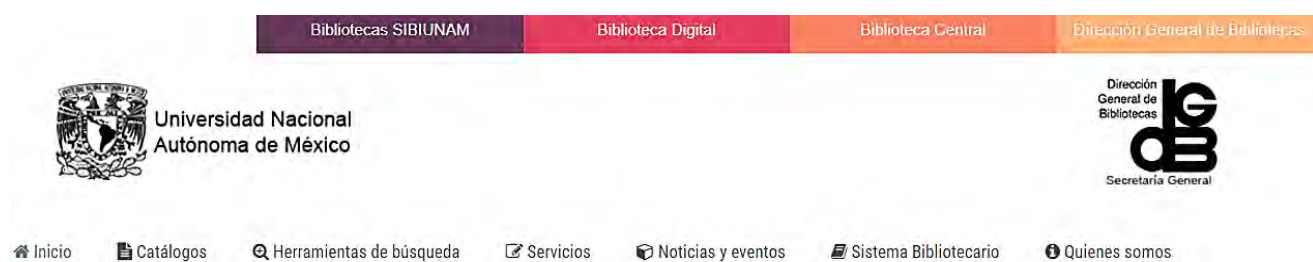 Bibliotecas SIBIUNAM
Biblioteca Digital
Biblioteca Central
Dirección General de Bibliotecas
Universidad Nacional
Autónoma de México
Dirección
General de
Bibliotecas
Secretaría General
Inicio
Catálogos
Herramientas de búsqueda
Servicios
Noticias y eventos
Sistema Bibliotecario
Quienes somos